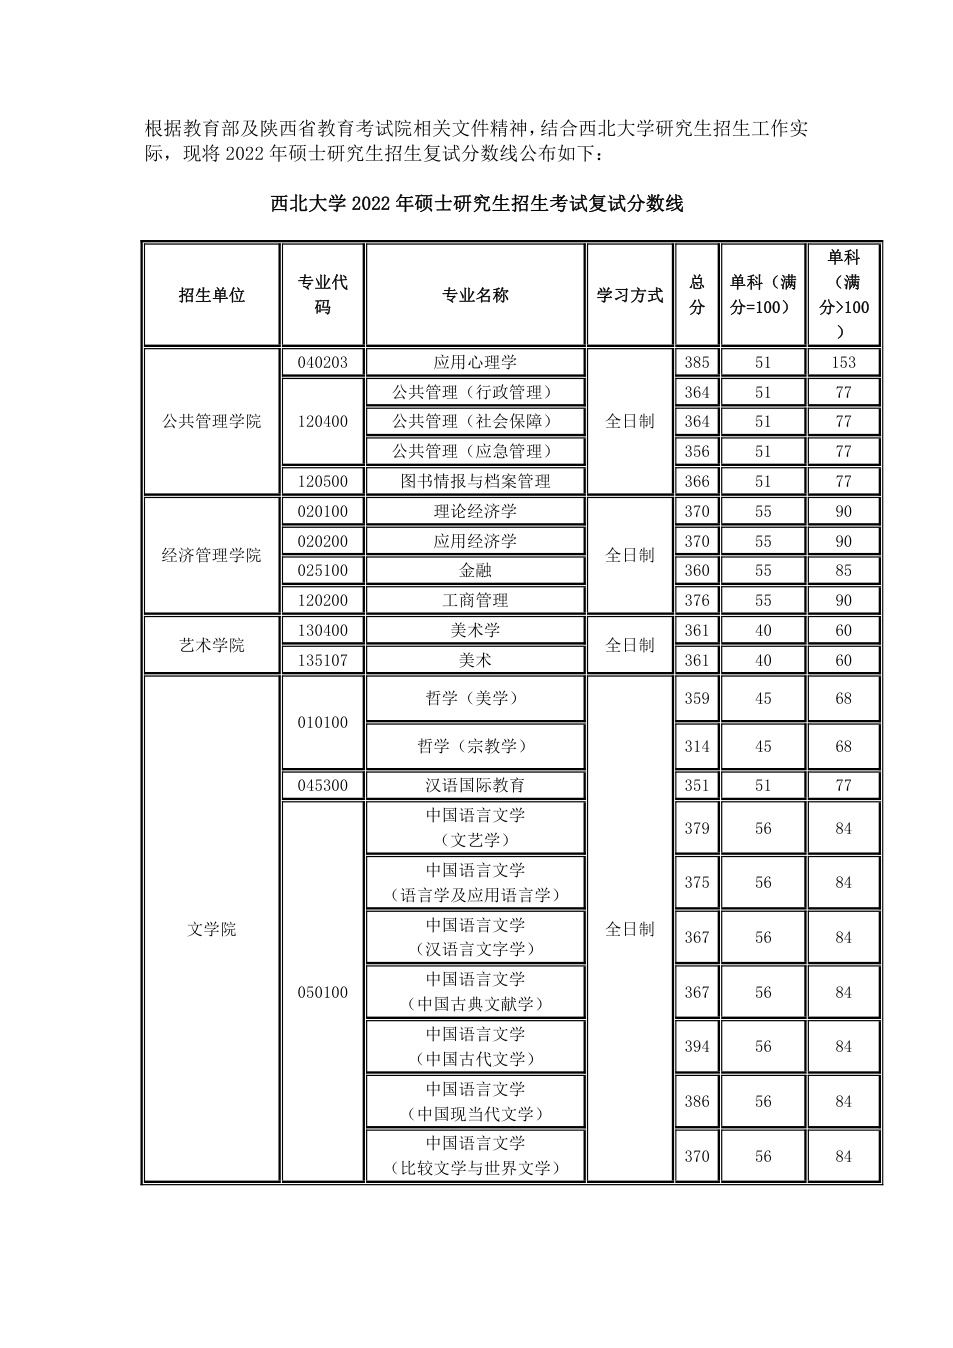 根据教育部及陕西省教育考试院相关文件精神，结合西北大学研究生招生工作实
际，现将 2022 年硕士研究生招生复试分数线公布如下：
西北大学 2022 年硕士研究生招生考试复试分数线
招生单位 专业代码 专业名称 学习方式 总分 单科（满分=100） 单科（满分>100）
公共管理学院 040203 应用心理学 全日制 385 51 153
120400 公共管理（行政管理） 364 51 77
公共管理（社会保障） 364 51 77
公共管理（应急管理） 356 51 77
120500 图书情报与档案管理 366 51 77
经济管理学院 020100 理论经济学 全日制 370 55 90
020200 应用经济学 370 55 90
025100 金融 360 55 85
120200 工商管理 376 55 90
艺术学院 130400 美术学 全日制 361 40 60
135107 美术 361 40 60
文学院 010100 哲学（美学） 全日制 359 45 68
哲学（宗教学） 314 45 68
045300 汉语国际教育 351 51 77
050100 中国语言文学
（文艺学） 379 56 84
中国语言文学
（语言学及应用语言学） 375 56 84
中国语言文学
（汉语言文字学） 367 56 84
中国语言文学
（中国古典文献学） 367 56 84
中国语言文学
（中国古代文学） 394 56 84
中国语言文学
（中国现当代文学） 386 56 84
中国语言文学
（比较文学与世界文学） 370 56 84